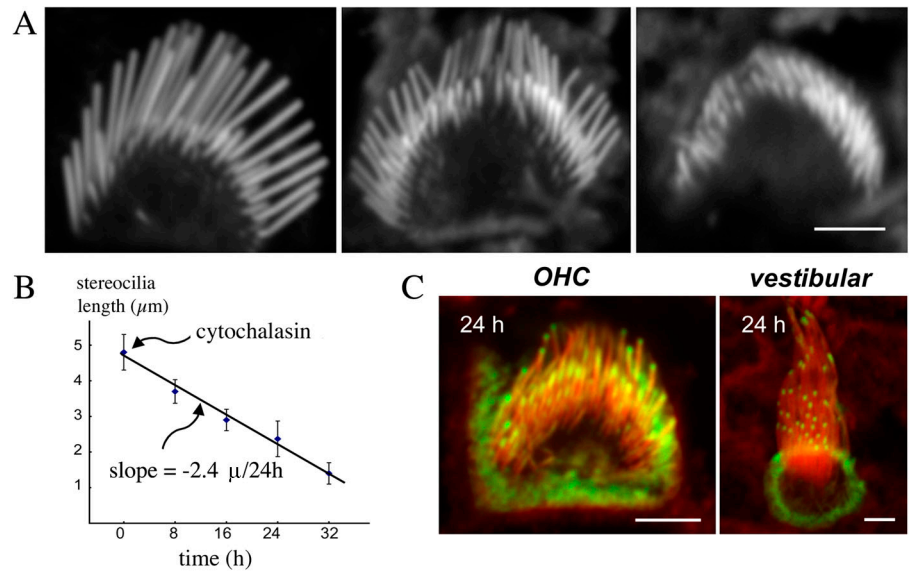 A
B
stereocilia
length (μm)
5
4
3
2
1
cytochalasin
slope = -2.4 μ/24h
0 8 16 24 32
time (h)
C
OHC
vestibular
24 h
24 h